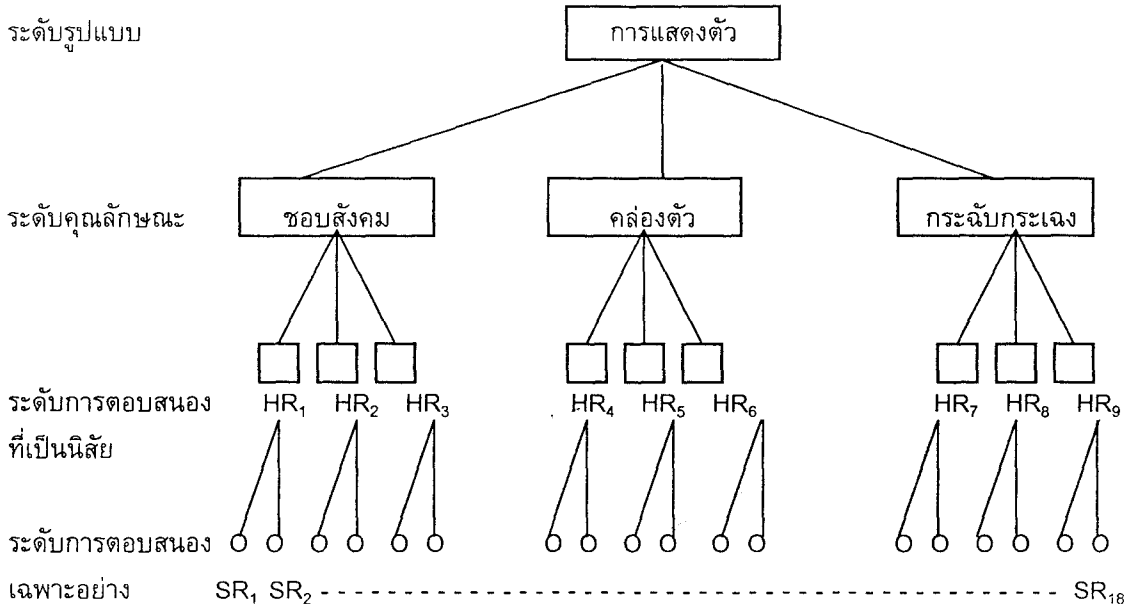 ระดับรูปแบบ การแสดงตัว
ระดับคุณลักษณะ ชอบสังคม คล่องตัว กระฉับกระเฉง
ระดับการตอบสนอง HR₁ HR₂ HR₃ HR₄ HR₅ HR₆ HR₇ HR₈ HR₉
ที่เป็นนิสัย
ระดับการตอบสนอง
เฉพาะอย่าง SR₁ SR₂ - - - - - - - - - - - - - - - - - - - - - - - - - - - - - - - - - - - - - - - - - - - - - - - - SR₁₈